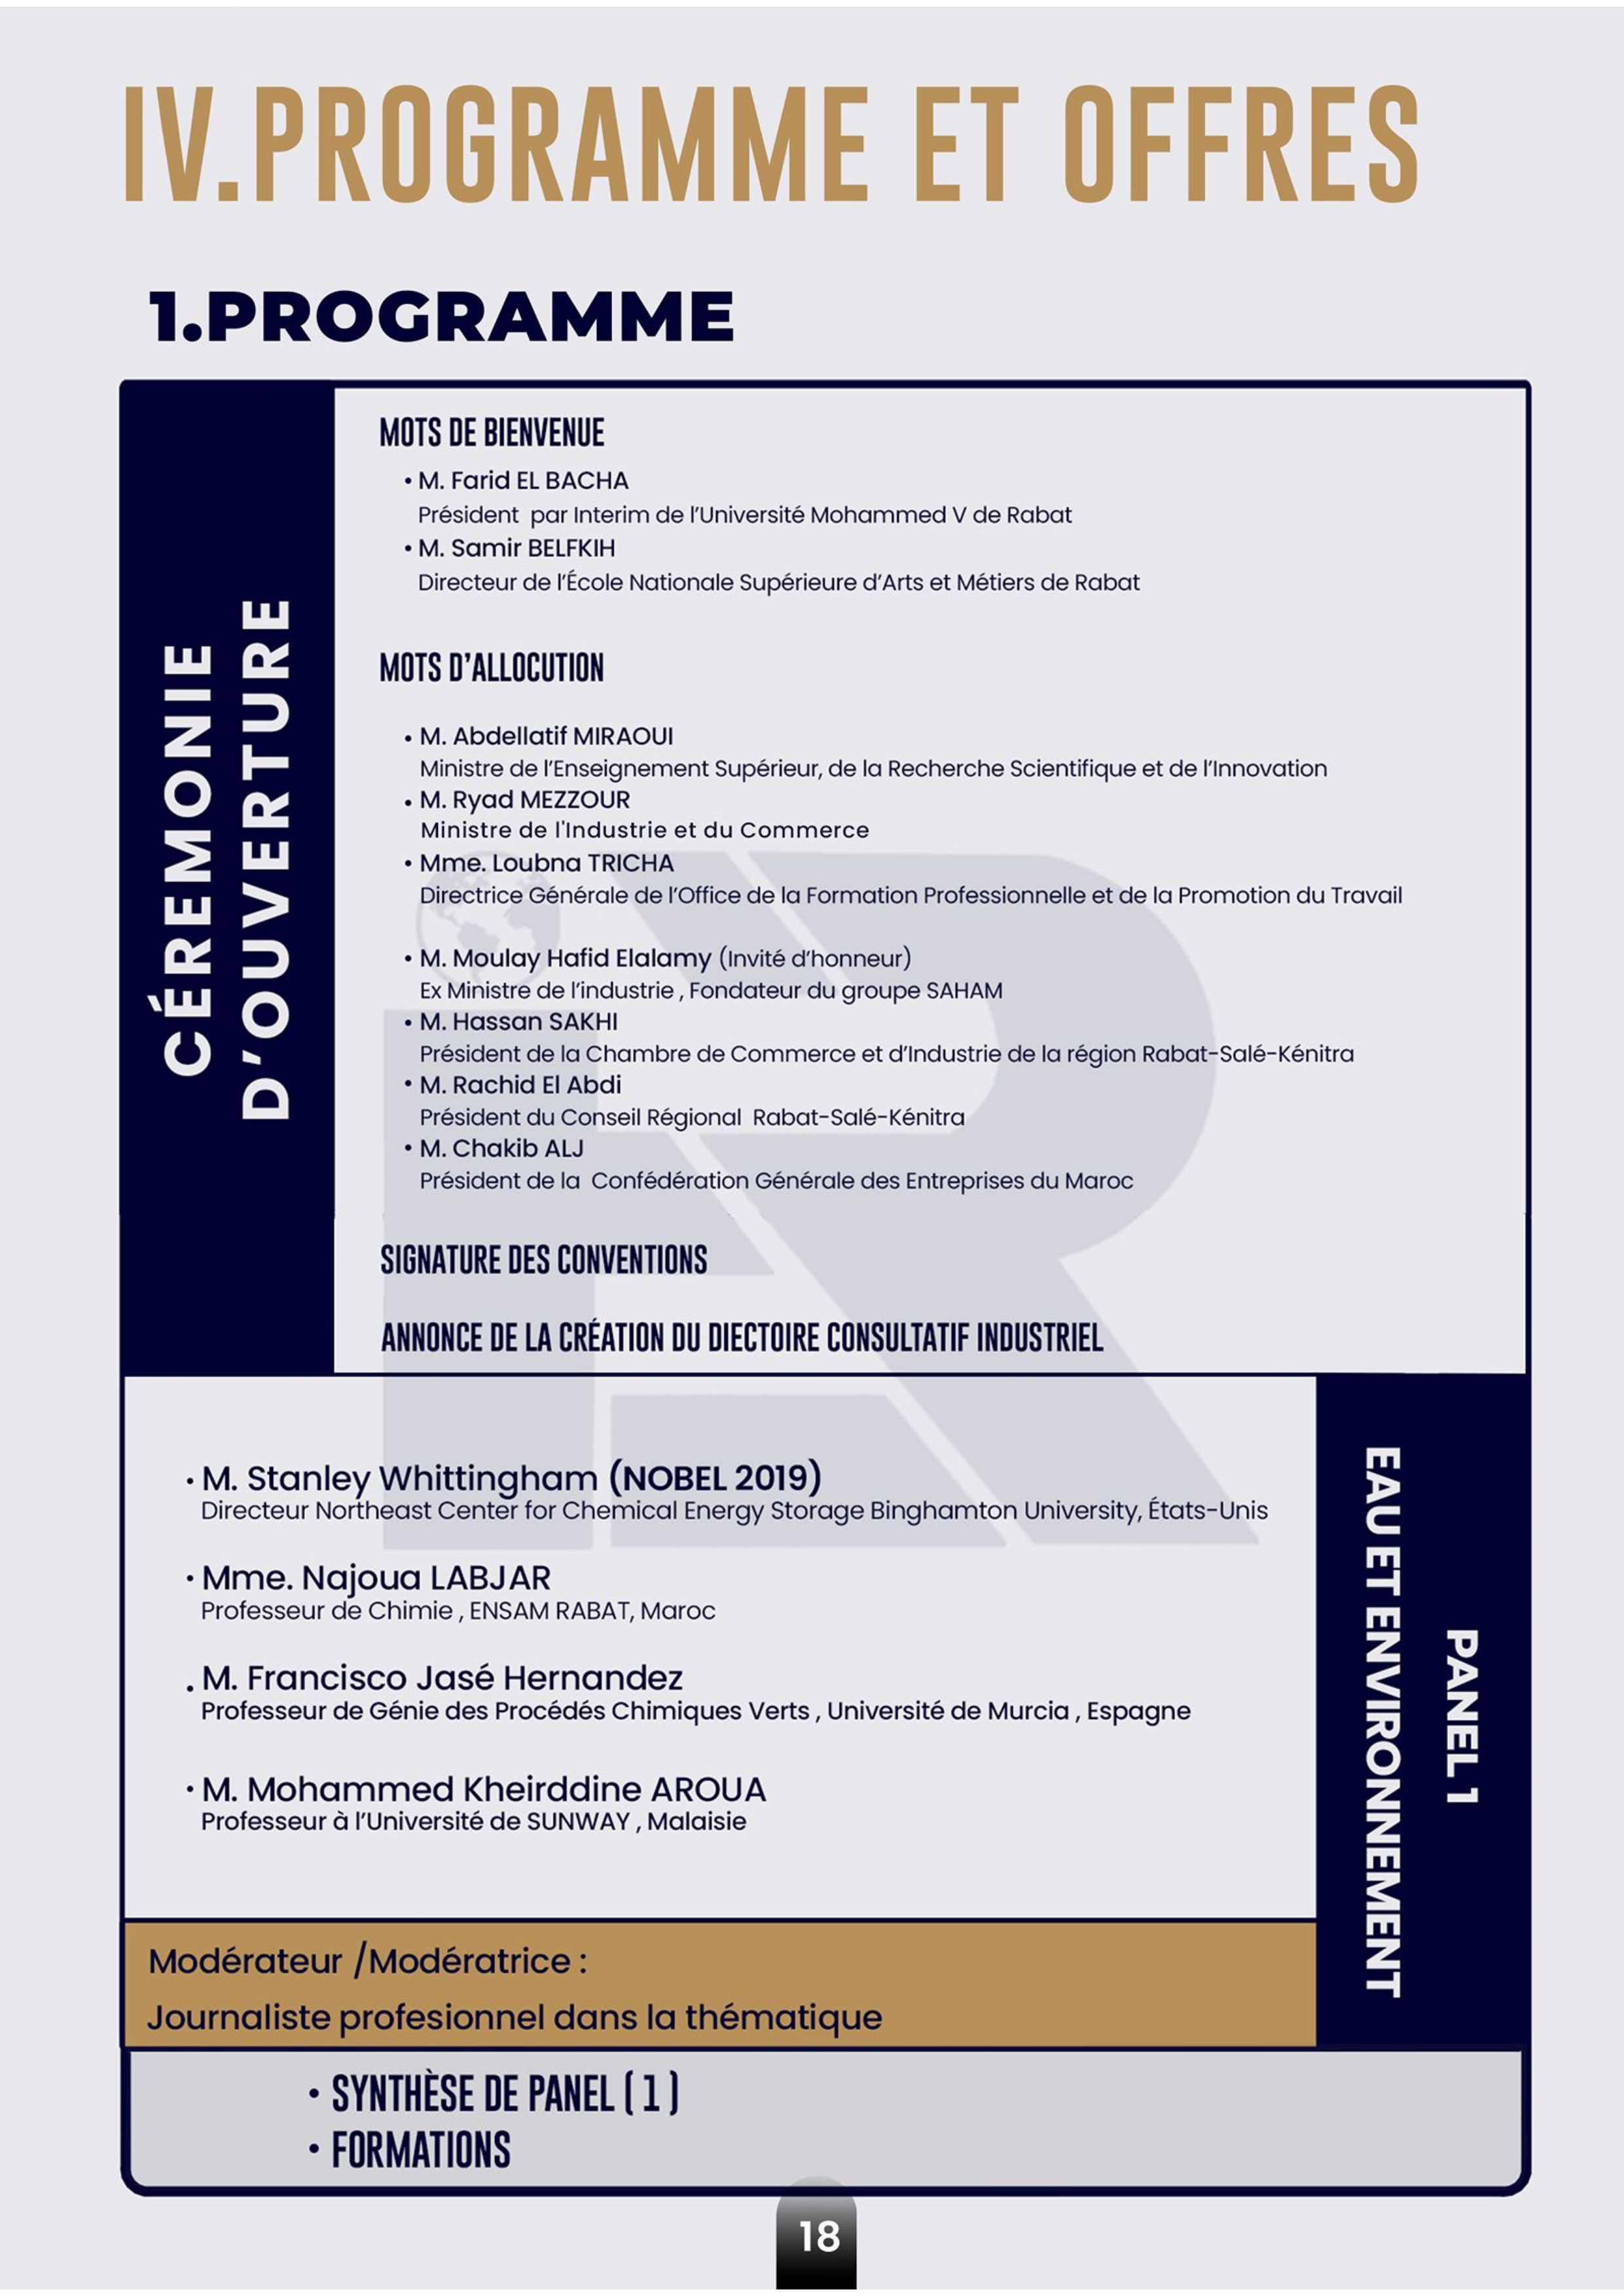 IV.PROGRAMME ET OFFRES
1.PROGRAMME
CÉREMONIE
D'OUVERTURE
MOTS DE BIENVENUE
• M. Farid EL BACHA
Président par Interim de l'Université Mohammed V de Rabat
• M. Samir BELFKIH
Directeur de l'École Nationale Supérieure d'Arts et Métiers de Rabat
MOTS D'ALLOCUTION
• M. Abdellatif MIRAOUI
Ministre de l'Enseignement Supérieur, de la Recherche Scientifique et de l'Innovation
• M. Ryad MEZZOUR
Ministre de l'Industrie et du Commerce
• Mme. Loubna TRICHA
Directrice Générale de l'Office de la Formation Professionnelle et de la Promotion du Travail
• M. Moulay Hafid Elalamy (Invité d'honneur)
Ex Ministre de l'industrie , Fondateur du groupe SAHAM
• M. Hassan SAKHI
Président de la Chambre de Commerce et d'Industrie de la région Rabat-Salé-Kénitra
• M. Rachid El Abdi
Président du Conseil Régional Rabat-Salé-Kénitra
• M. Chakib ALJ
Président de la Confédération Générale des Entreprises du Maroc
SIGNATURE DES CONVENTIONS
ANNONCE DE LA CRÉATION DU DIECTOIRE CONSULTATIF INDUSTRIEL
PANEL 1
EAU ET ENVIRONNEMENT
• M. Stanley Whittingham (NOBEL 2019)
Directeur Northeast Center for Chemical Energy Storage Binghamton University, États-Unis
• Mme. Najoua LABJAR
Professeur de Chimie , ENSAM RABAT, Maroc
. M. Francisco Jasé Hernandez
Professeur de Génie des Procédés Chimiques Verts , Université de Murcia , Espagne
• M. Mohammed Kheirddine AROUA
Professeur à l'Université de SUNWAY , Malaisie
Modérateur /Modératrice :
Journaliste profesionnel dans la thématique
• SYNTHÈSE DE PANEL ( 1 )
• FORMATIONS
18